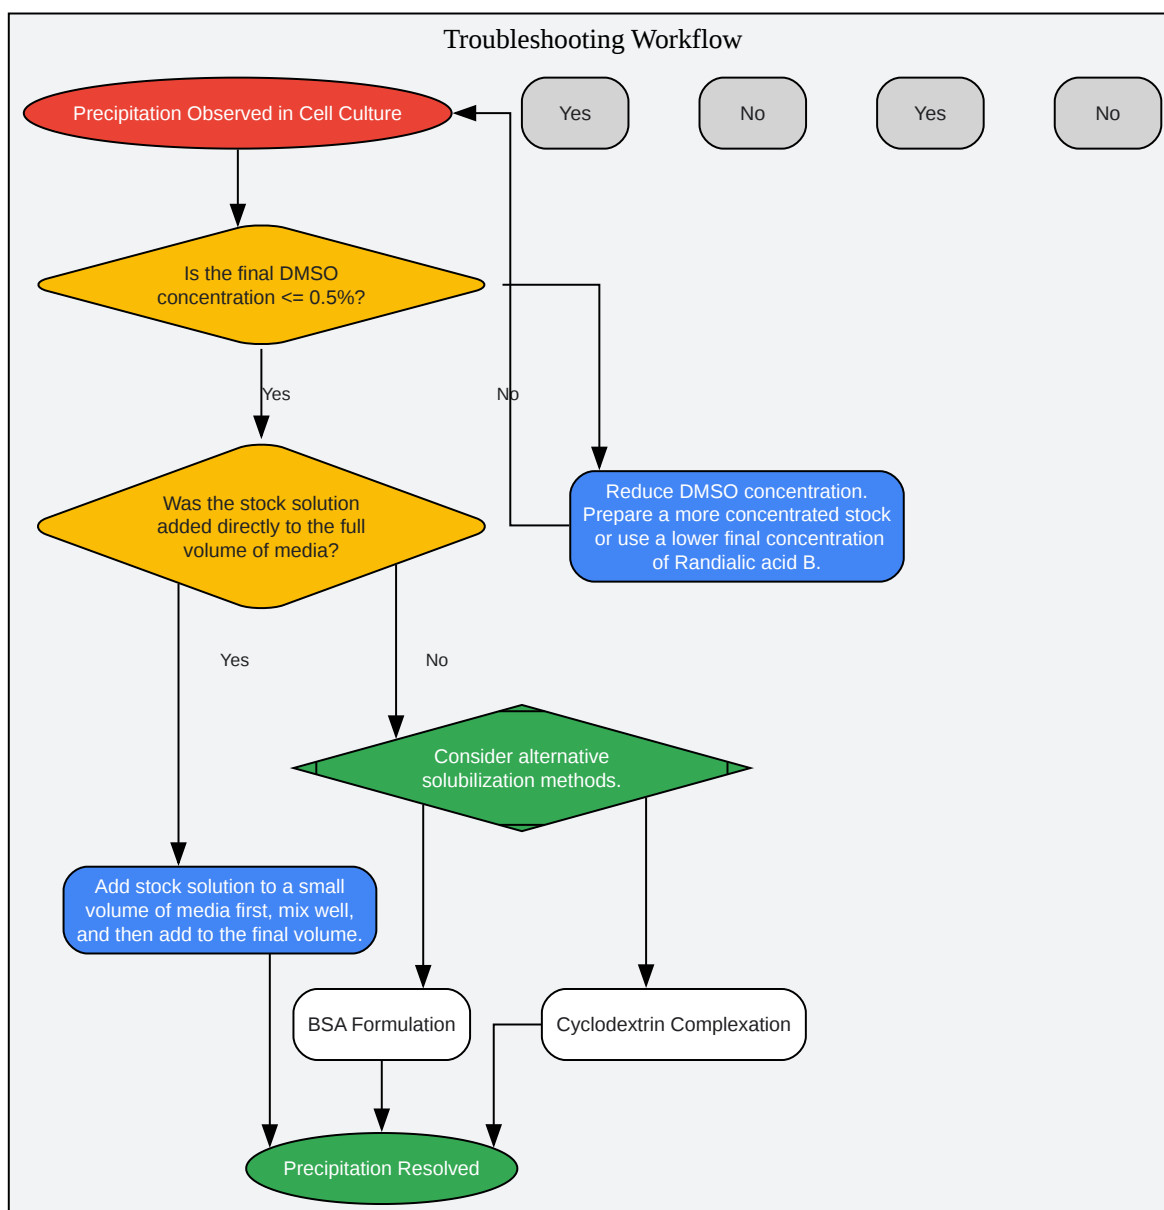 Troubleshooting Workflow
Precipitation Observed in Cell Culture
Yes
No
Yes
No
Is the final DMSO
concentration <= 0.5%?
Yes
No
Was the stock solution
added directly to the full
volume of media?
Reduce DMSO concentration.
Prepare a more concentrated stock
or use a lower final concentration
of Randialic acid B.
Yes
No
Consider alternative
solubilization methods.
Add stock solution to a small
volume of media first, mix well,
and then add to the final volume.
BSA Formulation
Cyclodextrin Complexation
Precipitation Resolved